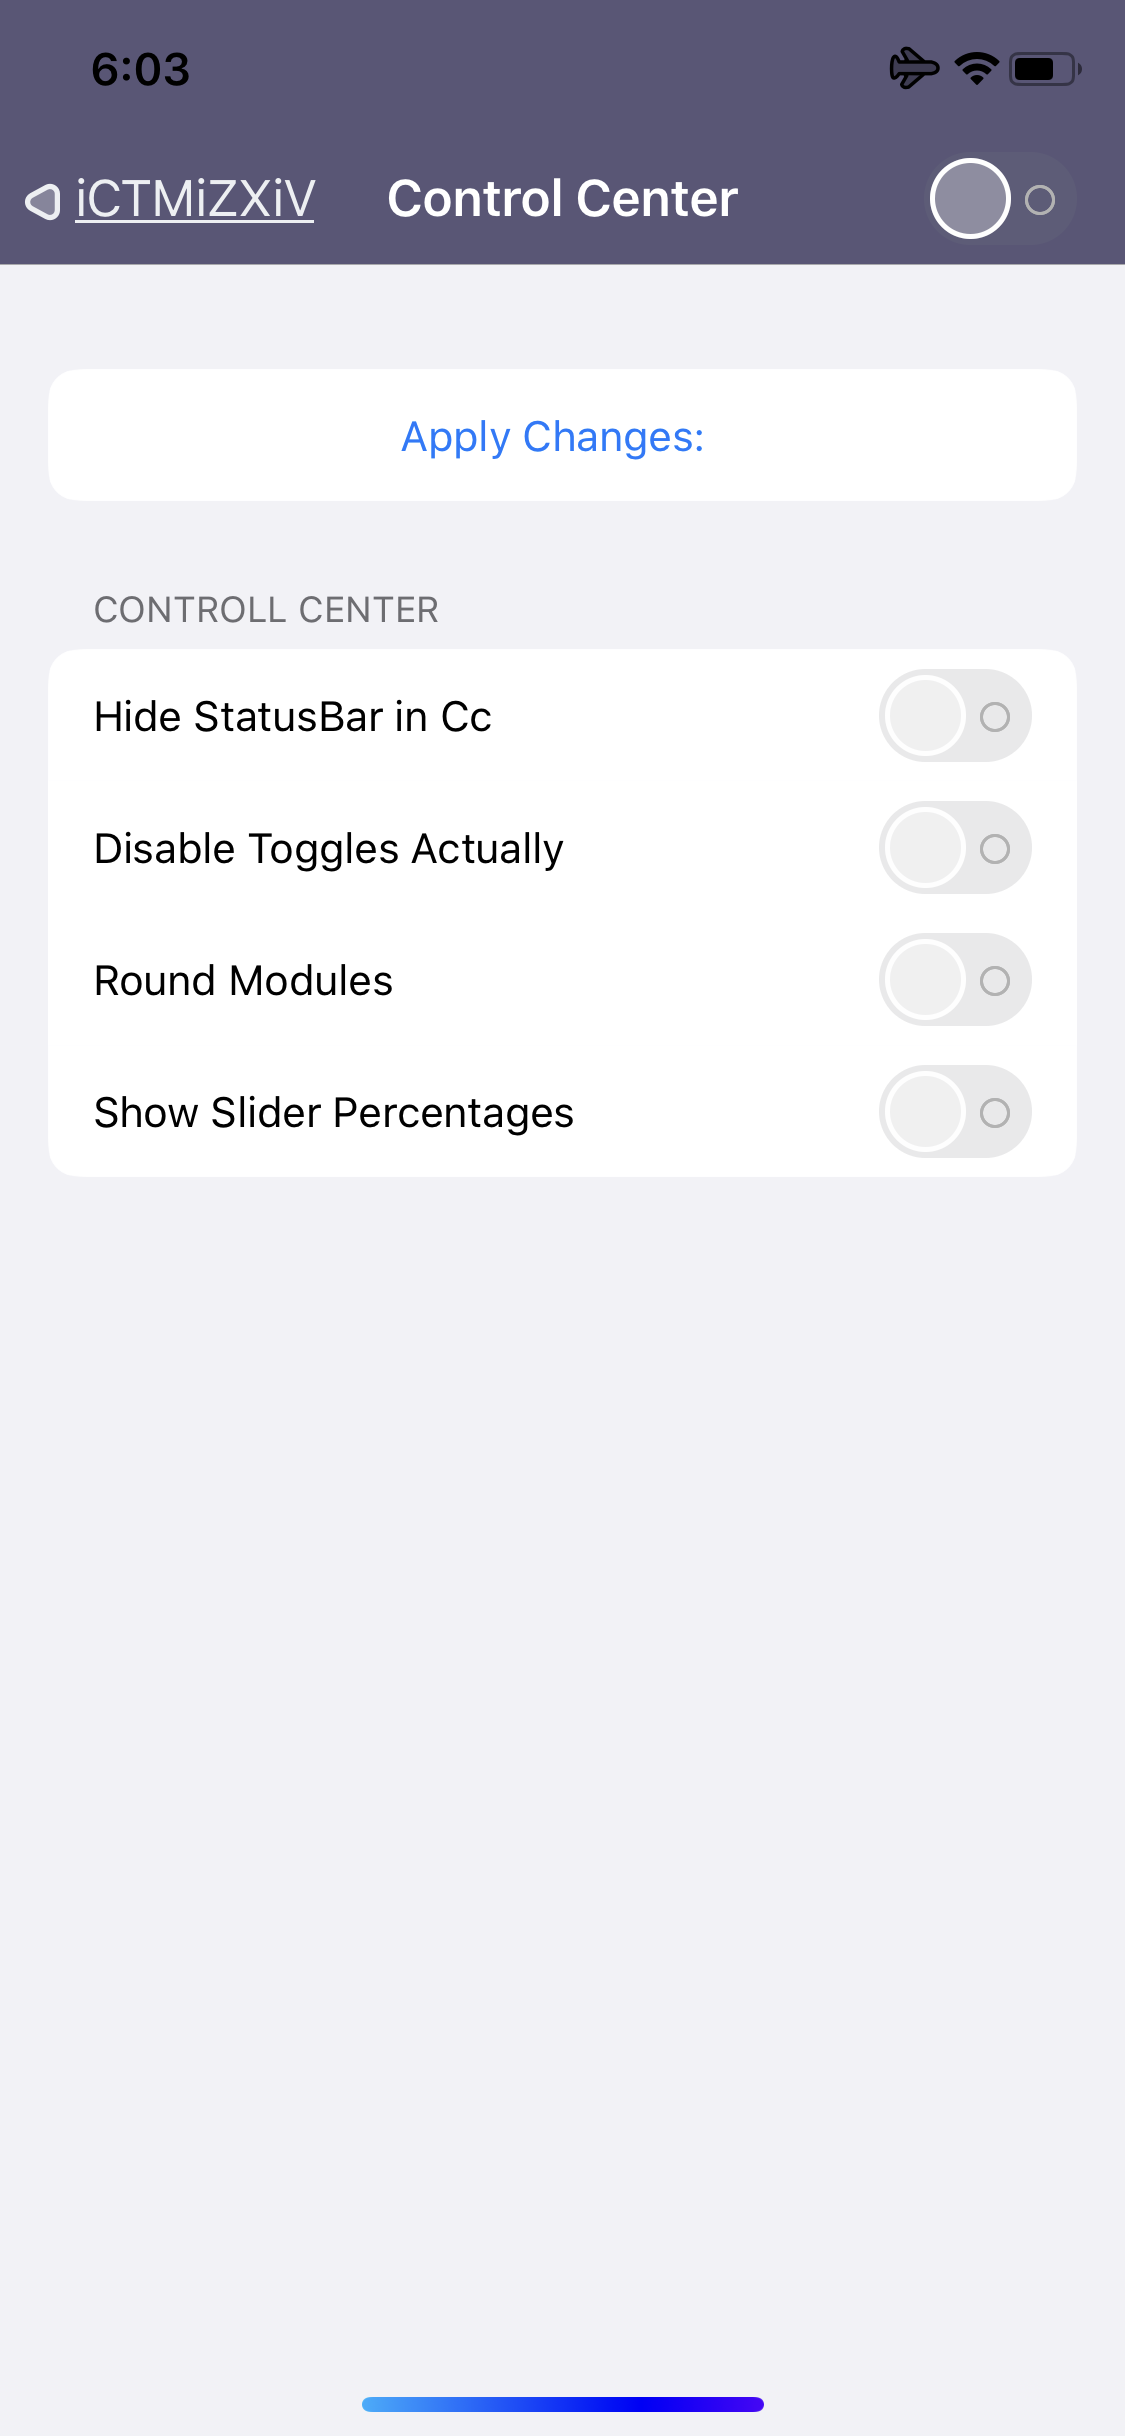 6:03
iCTMiZXiV
Control Center
Apply Changes:
CONTROLL CENTER
Hide StatusBar in Cc
Disable Toggles Actually
Round Modules
Show Slider Percentages